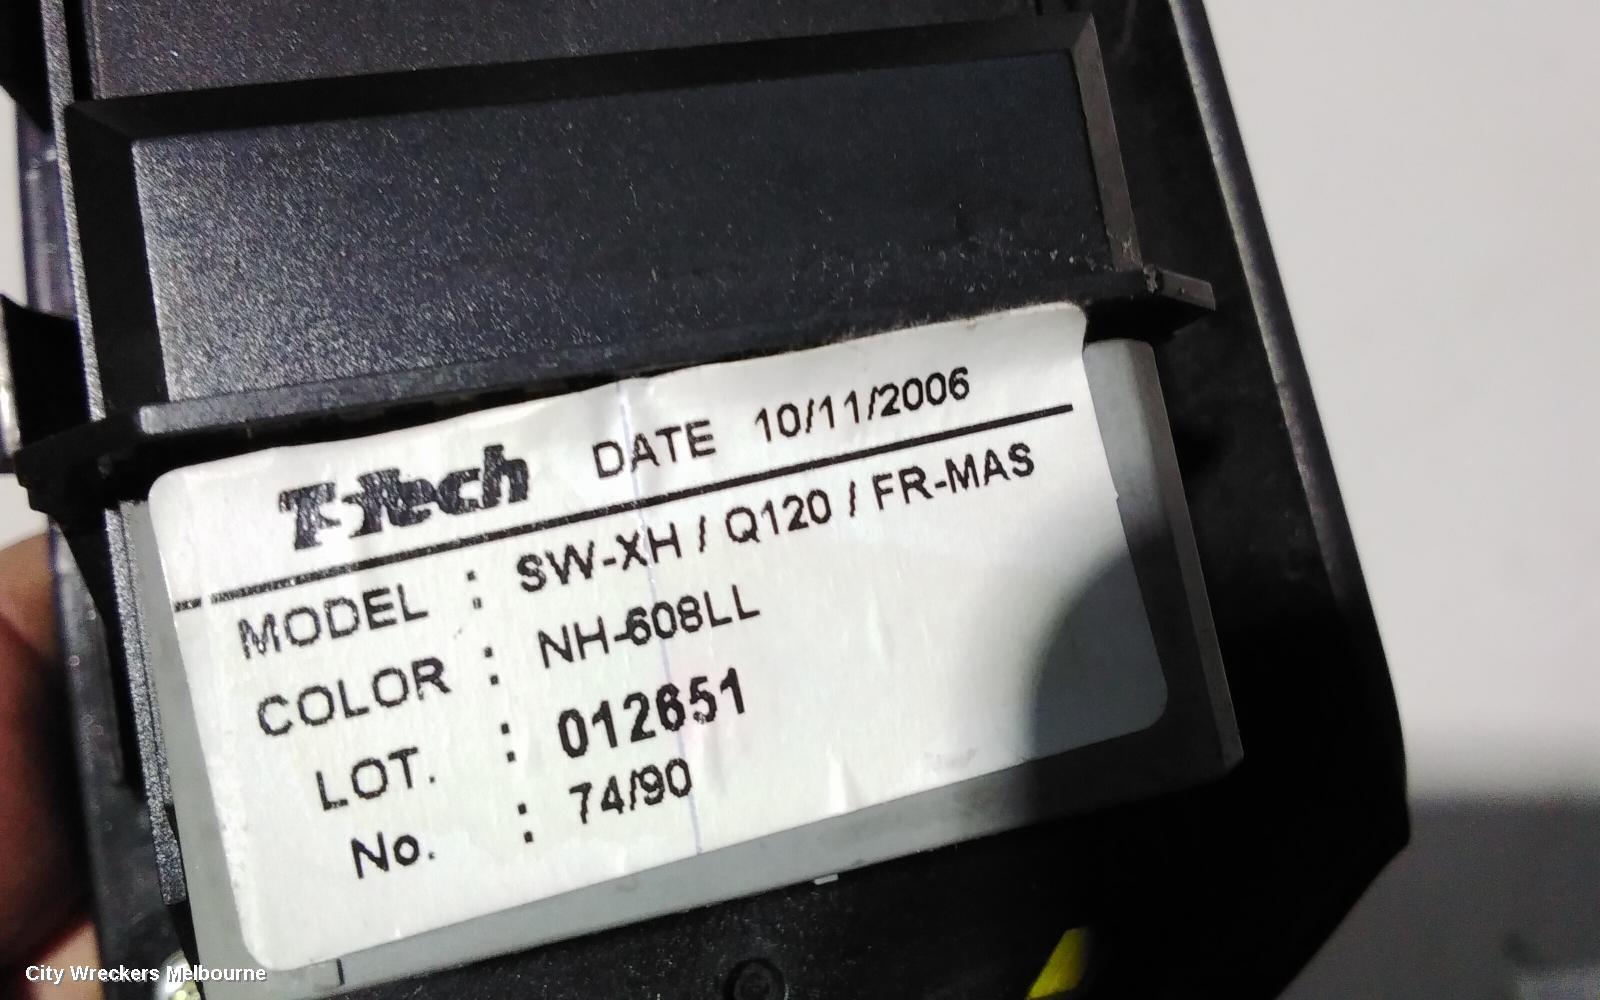 T-Tech DATE 10/11/2006
MODEL : SW-XH / Q120 / FR-MAS
COLOR : NH-608LL
LOT. : 012651
No. : 74/90
City Wreckers Melbourne